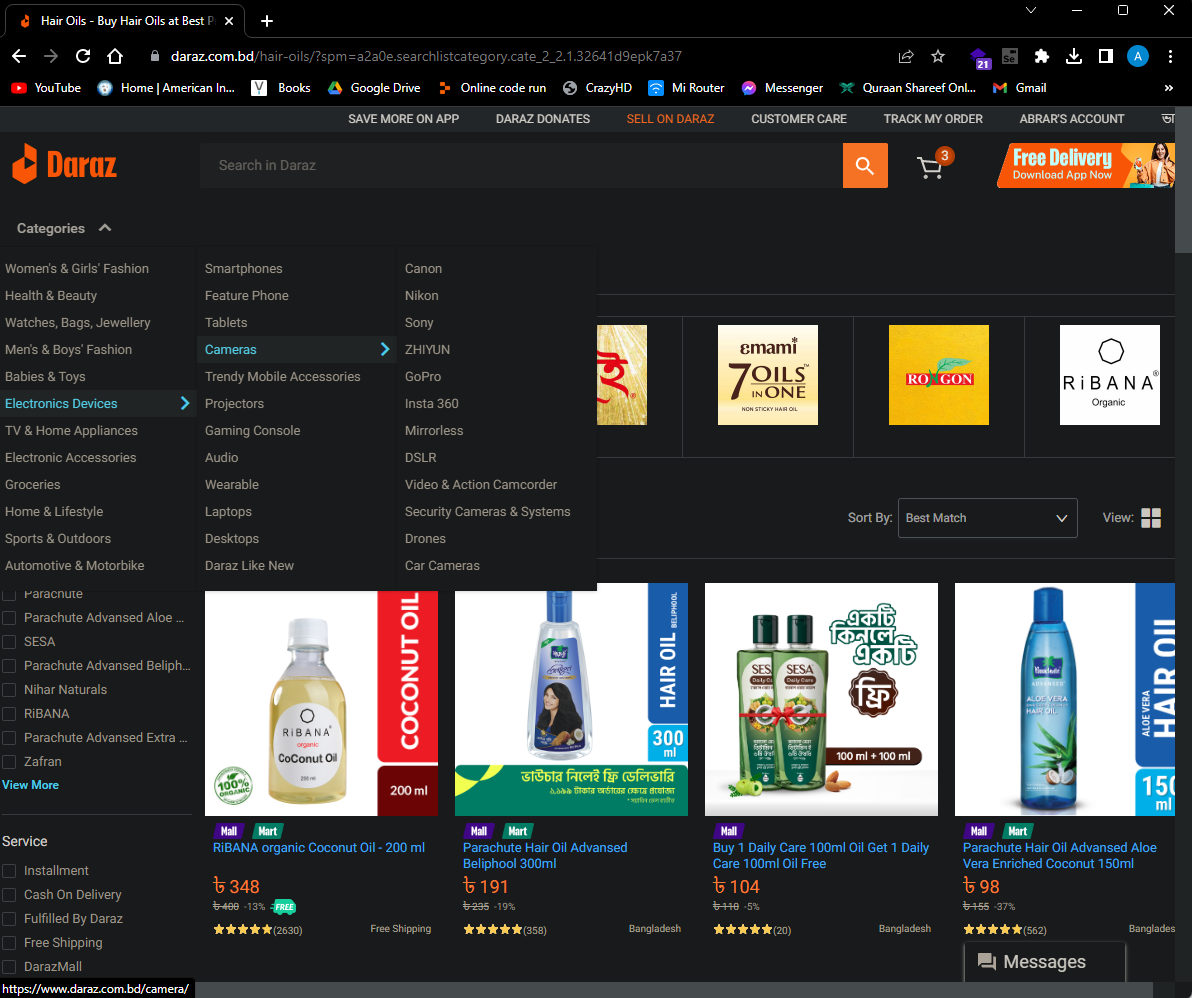 Hair Oils - Buy Hair Oils at Best P
daraz.com.bd/hair-oils/?spm=a2a0e.searchlistcategory.cate_2_2.1.32641d9epk7a37
21
Se
A
YouTube
Home | American In...
V
Books
Google Drive
Online code run
CrazyHD
Mi Router
Messenger
Quraan Shareef Onl...
Gmail
»
SAVE MORE ON APP
DARAZ DONATES
SELL ON DARAZ
CUSTOMER CARE
TRACK MY ORDER
ABRAR'S ACCOUNT
Daraz
Search in Daraz
3
Free Delivery
Download App Now
Categories
Women's & Girls' Fashion
Health & Beauty
Watches, Bags, Jewellery
Men's & Boys' Fashion
Babies & Toys
Electronics Devices
TV & Home Appliances
Electronic Accessories
Groceries
Home & Lifestyle
Sports & Outdoors
Automotive & Motorbike
Smartphones
Feature Phone
Tablets
Cameras
Trendy Mobile Accessories
Projectors
Gaming Console
Audio
Wearable
Laptops
Desktops
Daraz Like New
Canon
Nikon
Sony
ZHIYUN
GoPro
Insta 360
Mirrorless
DSLR
Video & Action Camcorder
Security Cameras & Systems
Drones
Car Cameras
emami
7 OILS
IN ONE
NON STICKY HAIR OIL
RiBANA®
Organic
Sort By:
Best Match
View:
Parachute
Parachute Advansed Aloe ...
SESA
Parachute Advansed Beliph...
Nihar Naturals
RiBANA
Parachute Advansed Extra ...
Zafran
View More
Service
Installment
Cash On Delivery
Fulfilled By Daraz
Free Shipping
DarazMall
RiBANA®
organic
CoConut Oil
200 ml
100%
ORGANIC
COCONUT OIL
200 ml
Mall Mart
RiBANA organic Coconut Oil - 200 ml
৳ 348
৳ 400 -13% FREE
(2630)
Free Shipping
HAIR OIL
BELIPHOOL
300
ml
ভাউচার নিলেই ফ্রি ডেলিভারি
১,১৯৯ টাকার অর্ডারের ক্ষেত্রে প্রযোজ্য
Mall Mart
Parachute Hair Oil Advansed
Beliphool 300ml
৳ 191
৳ 235 -19%
(358)
Bangladesh
একটি
কিনলে
একটি
ফ্রি
SESA
Daily Care
100 ml + 100 ml
Mall
Buy 1 Daily Care 100ml Oil Get 1 Daily
Care 100ml Oil Free
৳ 104
৳ 110 -5%
(20)
Bangladesh
Parachute
ADVANSED
ALOE VERA
HAIR OIL
ALOE VERA
HAIR OIL
150
ml
Mall Mart
Parachute Hair Oil Advansed Aloe
Vera Enriched Coconut 150ml
৳ 98
৳ 155 -37%
(562)
Banglades
Messages
https://www.daraz.com.bd/camera/